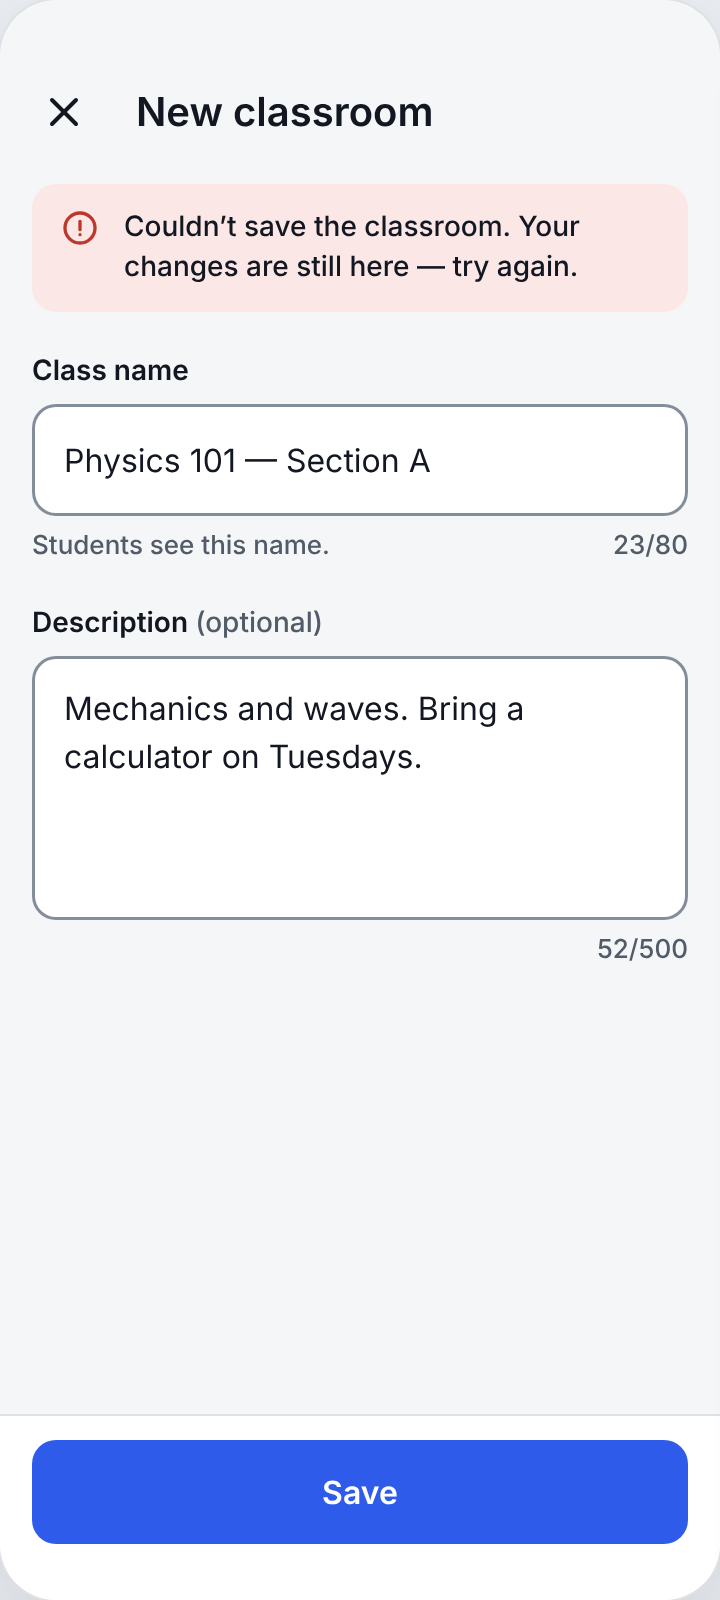 New classroom
Couldn’t save the classroom. Your
changes are still here — try again.
Class name
Physics 101 — Section A
Students see this name. 23/80
Description (optional)
Mechanics and waves. Bring a
calculator on Tuesdays.
52/500
Save